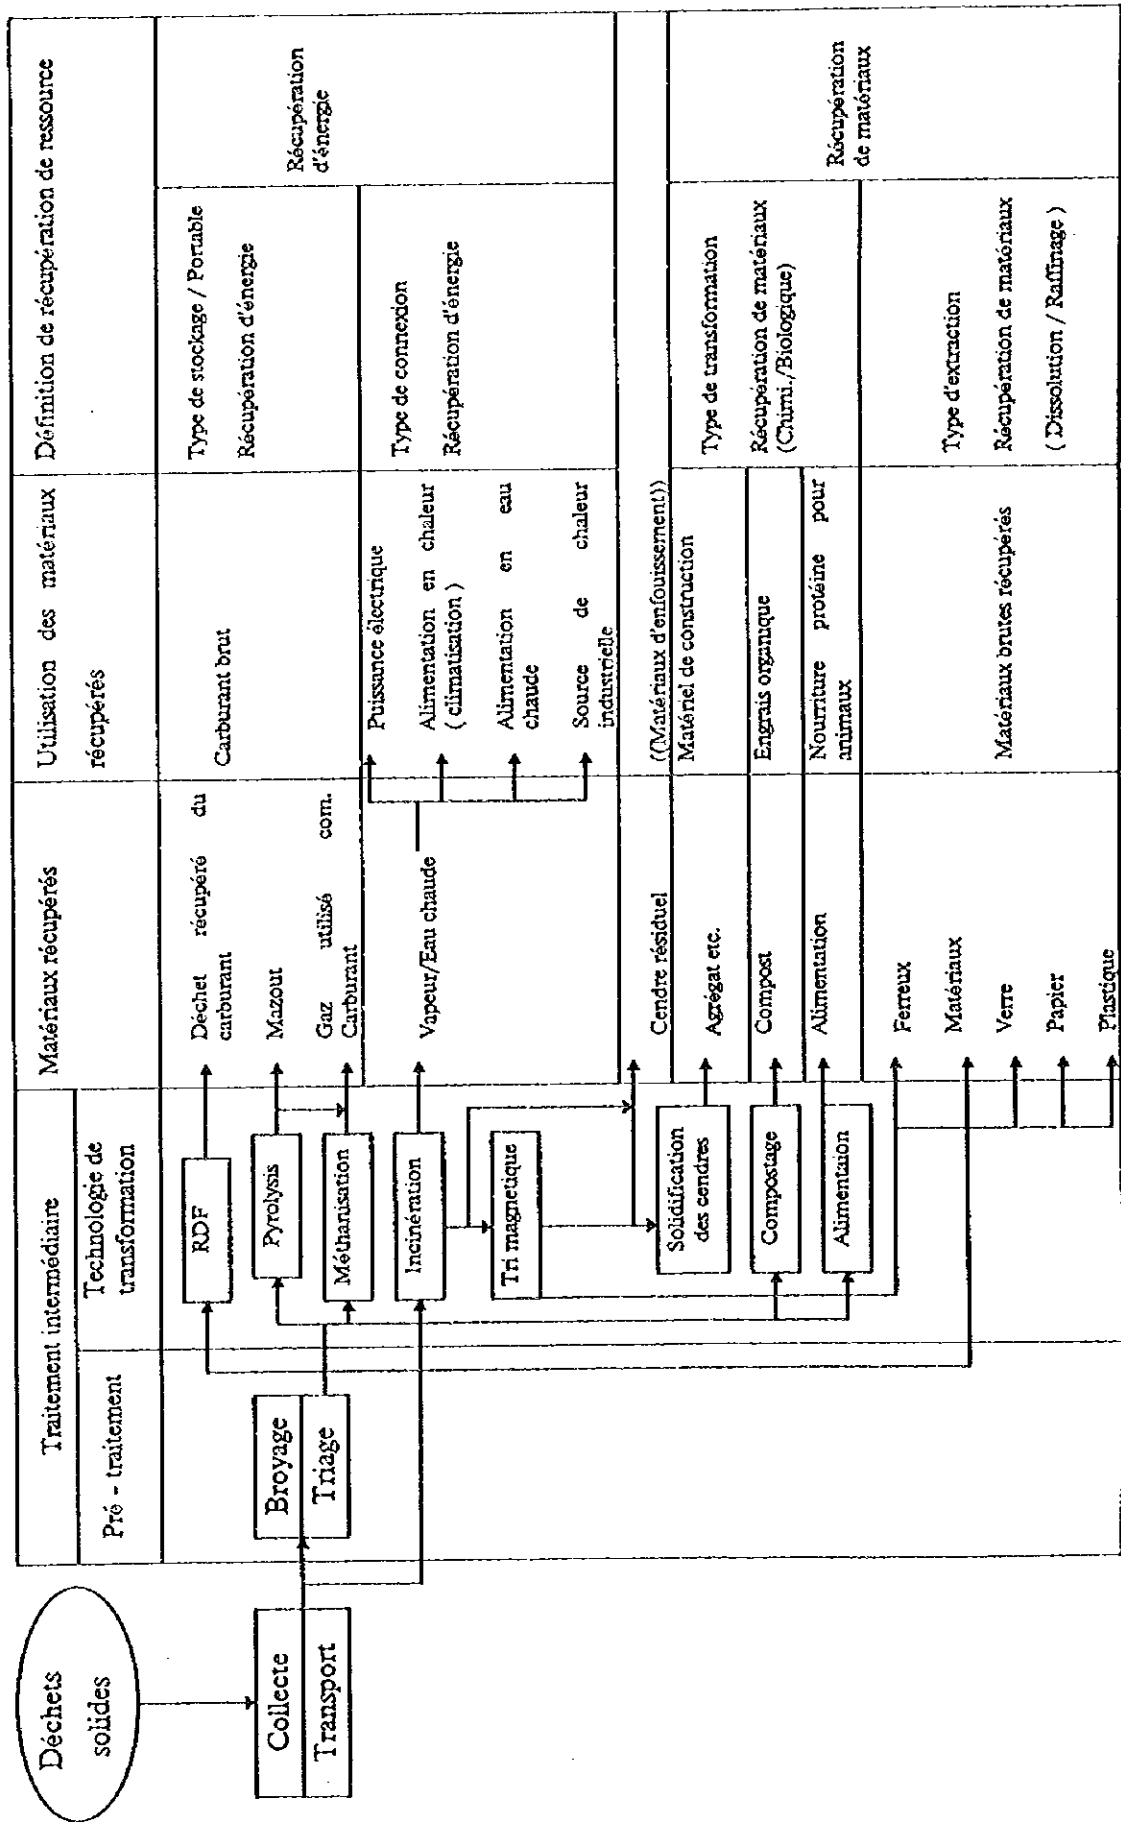 Déchets
solides
Collecte
Transport
Traitement intermédiaire
Pré - traitement
Technologie de
transformation
Matériaux récupérés
Utilisation des matériaux
récupérés
Définition de récupération de ressource
Broyage
Triage
RDF
Pyrolysis
Méthanisation
Incinération
Tri magnetique
Solidification
des cendres
Compostage
Alimentaion
Déchet récupéré du
carburant
Mazout
Gaz utilisé com.
Carburant
Vapeur/Eau chaude
Cendre résiduel
Agrégat etc.
Compost
Alimentation
Ferreux
Matériaux
Verre
Papier
Plastique
Carburant brut
Puissance électrique
Alimentation en chaleur
( climatisation )
Alimentation en eau
chaude
Source de chaleur
industrielle
((Matériaux d'enfouissement))
Matériel de construction
Engrais organique
Nourriture protéine pour
animaux
Matériaux brutes récupérés
Type de stockage / Portable
Récupération d'énergie
Type de connexion
Récupération d'énergie
Type de transformation
Récupération de matériaux
(Chimi./Biologique)
Type d'extraction
Récupération de matériaux
( Dissolution / Raffinage )
Récupération
d'énergie
Récupération
de matériaux